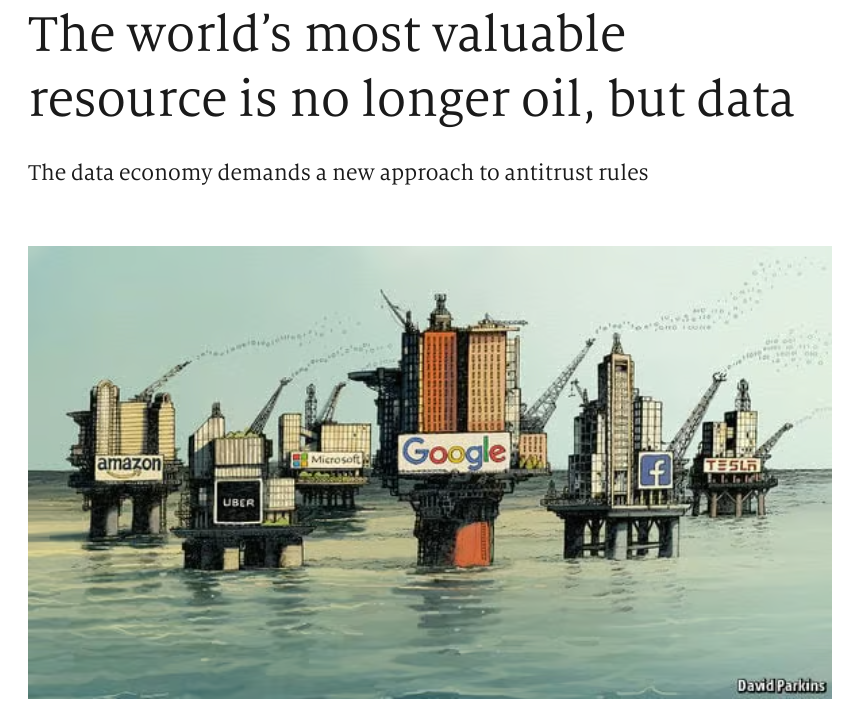 The world’s most valuable
resource is no longer oil, but data
The data economy demands a new approach to antitrust rules
amazon
UBER
Microsoft
Google
f
TESLA
David Parkins